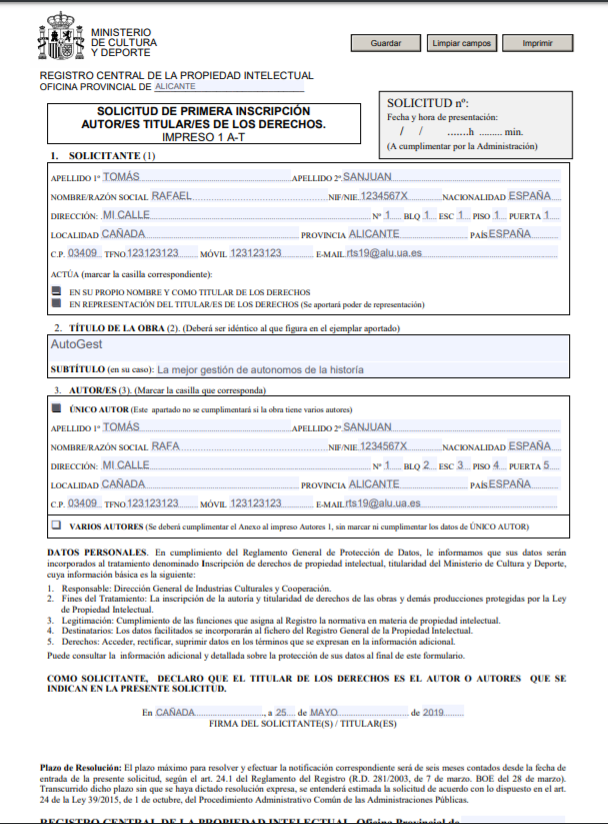 MINISTERIO
DE CULTURA
Y DEPORTE
Guardar Limpiar campos Imprimir
REGISTRO CENTRAL DE LA PROPIEDAD INTELECTUAL
OFICINA PROVINCIAL DE ALICANTE
SOLICITUD DE PRIMERA INSCRIPCIÓN
AUTOR/ES TITULAR/ES DE LOS DERECHOS.
IMPRESO 1 A-T
SOLICITUD nº:
Fecha y hora de presentación:
/ / .......h ......... min.
(A cumplimentar por la Administración)
1. SOLICITANTE (1)
APELLIDO 1º TOMÁS APELLIDO 2º SANJUAN
NOMBRE/RAZÓN SOCIAL RAFAEL NIF/NIE 1234567X NACIONALIDAD ESPAÑA
DIRECCIÓN: MI CALLE Nº 1 BLQ 1 ESC 1 PISO 1 PUERTA 1
LOCALIDAD CAÑADA PROVINCIA ALICANTE PAÍS ESPAÑA
C.P. 03409 TFNO 123123123 MÓVIL 123123123 E-MAIL rts19@alu.ua.es
ACTÚA (marcar la casilla correspondiente):
EN SU PROPIO NOMBRE Y COMO TITULAR DE LOS DERECHOS
EN REPRESENTACIÓN DEL TITULAR/ES DE LOS DERECHOS (Se aportará poder de representación)
2. TÍTULO DE LA OBRA (2). (Deberá ser idéntico al que figura en el ejemplar aportado)
AutoGest
SUBTÍTULO (en su caso): La mejor gestión de autonomos de la historía
3. AUTOR/ES (3). (Marcar la casilla que corresponda)
ÚNICO AUTOR (Este apartado no se cumplimentará si la obra tiene varios autores)
APELLIDO 1º TOMÁS APELLIDO 2º SANJUAN
NOMBRE/RAZÓN SOCIAL RAFA NIF/NIE 1234567X NACIONALIDAD ESPAÑA
DIRECCIÓN: MI CALLE Nº 1 BLQ 2 ESC 3 PISO 4 PUERTA 5
LOCALIDAD CAÑADA PROVINCIA ALICANTE PAÍS ESPAÑA
C.P. 03409 TFNO 123123123 MÓVIL 123123123 E-MAIL rts19@alu.ua.es
VARIOS AUTORES (Se deberá cumplimentar el Anexo al impreso Autores 1, sin marcar ni cumplimentar los datos de ÚNICO AUTOR)
DATOS PERSONALES. En cumplimiento del Reglamento General de Protección de Datos, le informamos que sus datos serán
incorporados al tratamiento denominado Inscripción de derechos de propiedad intelectual, titularidad del Ministerio de Cultura y Deporte,
cuya información básica es la siguiente:
1. Responsable: Dirección General de Industrias Culturales y Cooperación.
2. Fines del Tratamiento: La inscripción de la autoría y titularidad de derechos de las obras y demás producciones protegidas por la Ley
de Propiedad Intelectual.
3. Legitimación: Cumplimiento de las funciones que asigna al Registro la normativa en materia de propiedad intelectual.
4. Destinatarios: Los datos facilitados se incorporarán al fichero del Registro General de la Propiedad Intelectual.
5. Derechos: Acceder, rectificar, suprimir datos en los términos que se expresan en la información adicional.
Puede consultar la información adicional y detallada sobre la protección de sus datos al final de este formulario.
COMO SOLICITANTE, DECLARO QUE EL TITULAR DE LOS DERECHOS ES EL AUTOR O AUTORES QUE SE
INDICAN EN LA PRESENTE SOLICITUD.
En CAÑADA, a 25 de MAYO de 2019
FIRMA DEL SOLICITANTE(S) / TITULAR(ES)
Plazo de Resolución: El plazo máximo para resolver y efectuar la notificación correspondiente será de seis meses contados desde la fecha de
entrada de la presente solicitud, según el art. 24.1 del Reglamento del Registro (R.D. 281/2003, de 7 de marzo. BOE del 28 de marzo).
Transcurrido dicho plazo sin que se haya dictado resolución expresa, se entenderá estimada la solicitud de acuerdo con lo dispuesto en el art.
24 de la Ley 39/2015, de 1 de octubre, del Procedimiento Administrativo Común de las Administraciones Públicas.
REGISTRO CENTRAL DE LA PROPIEDAD INTELECTUAL. Oficina Provincial de